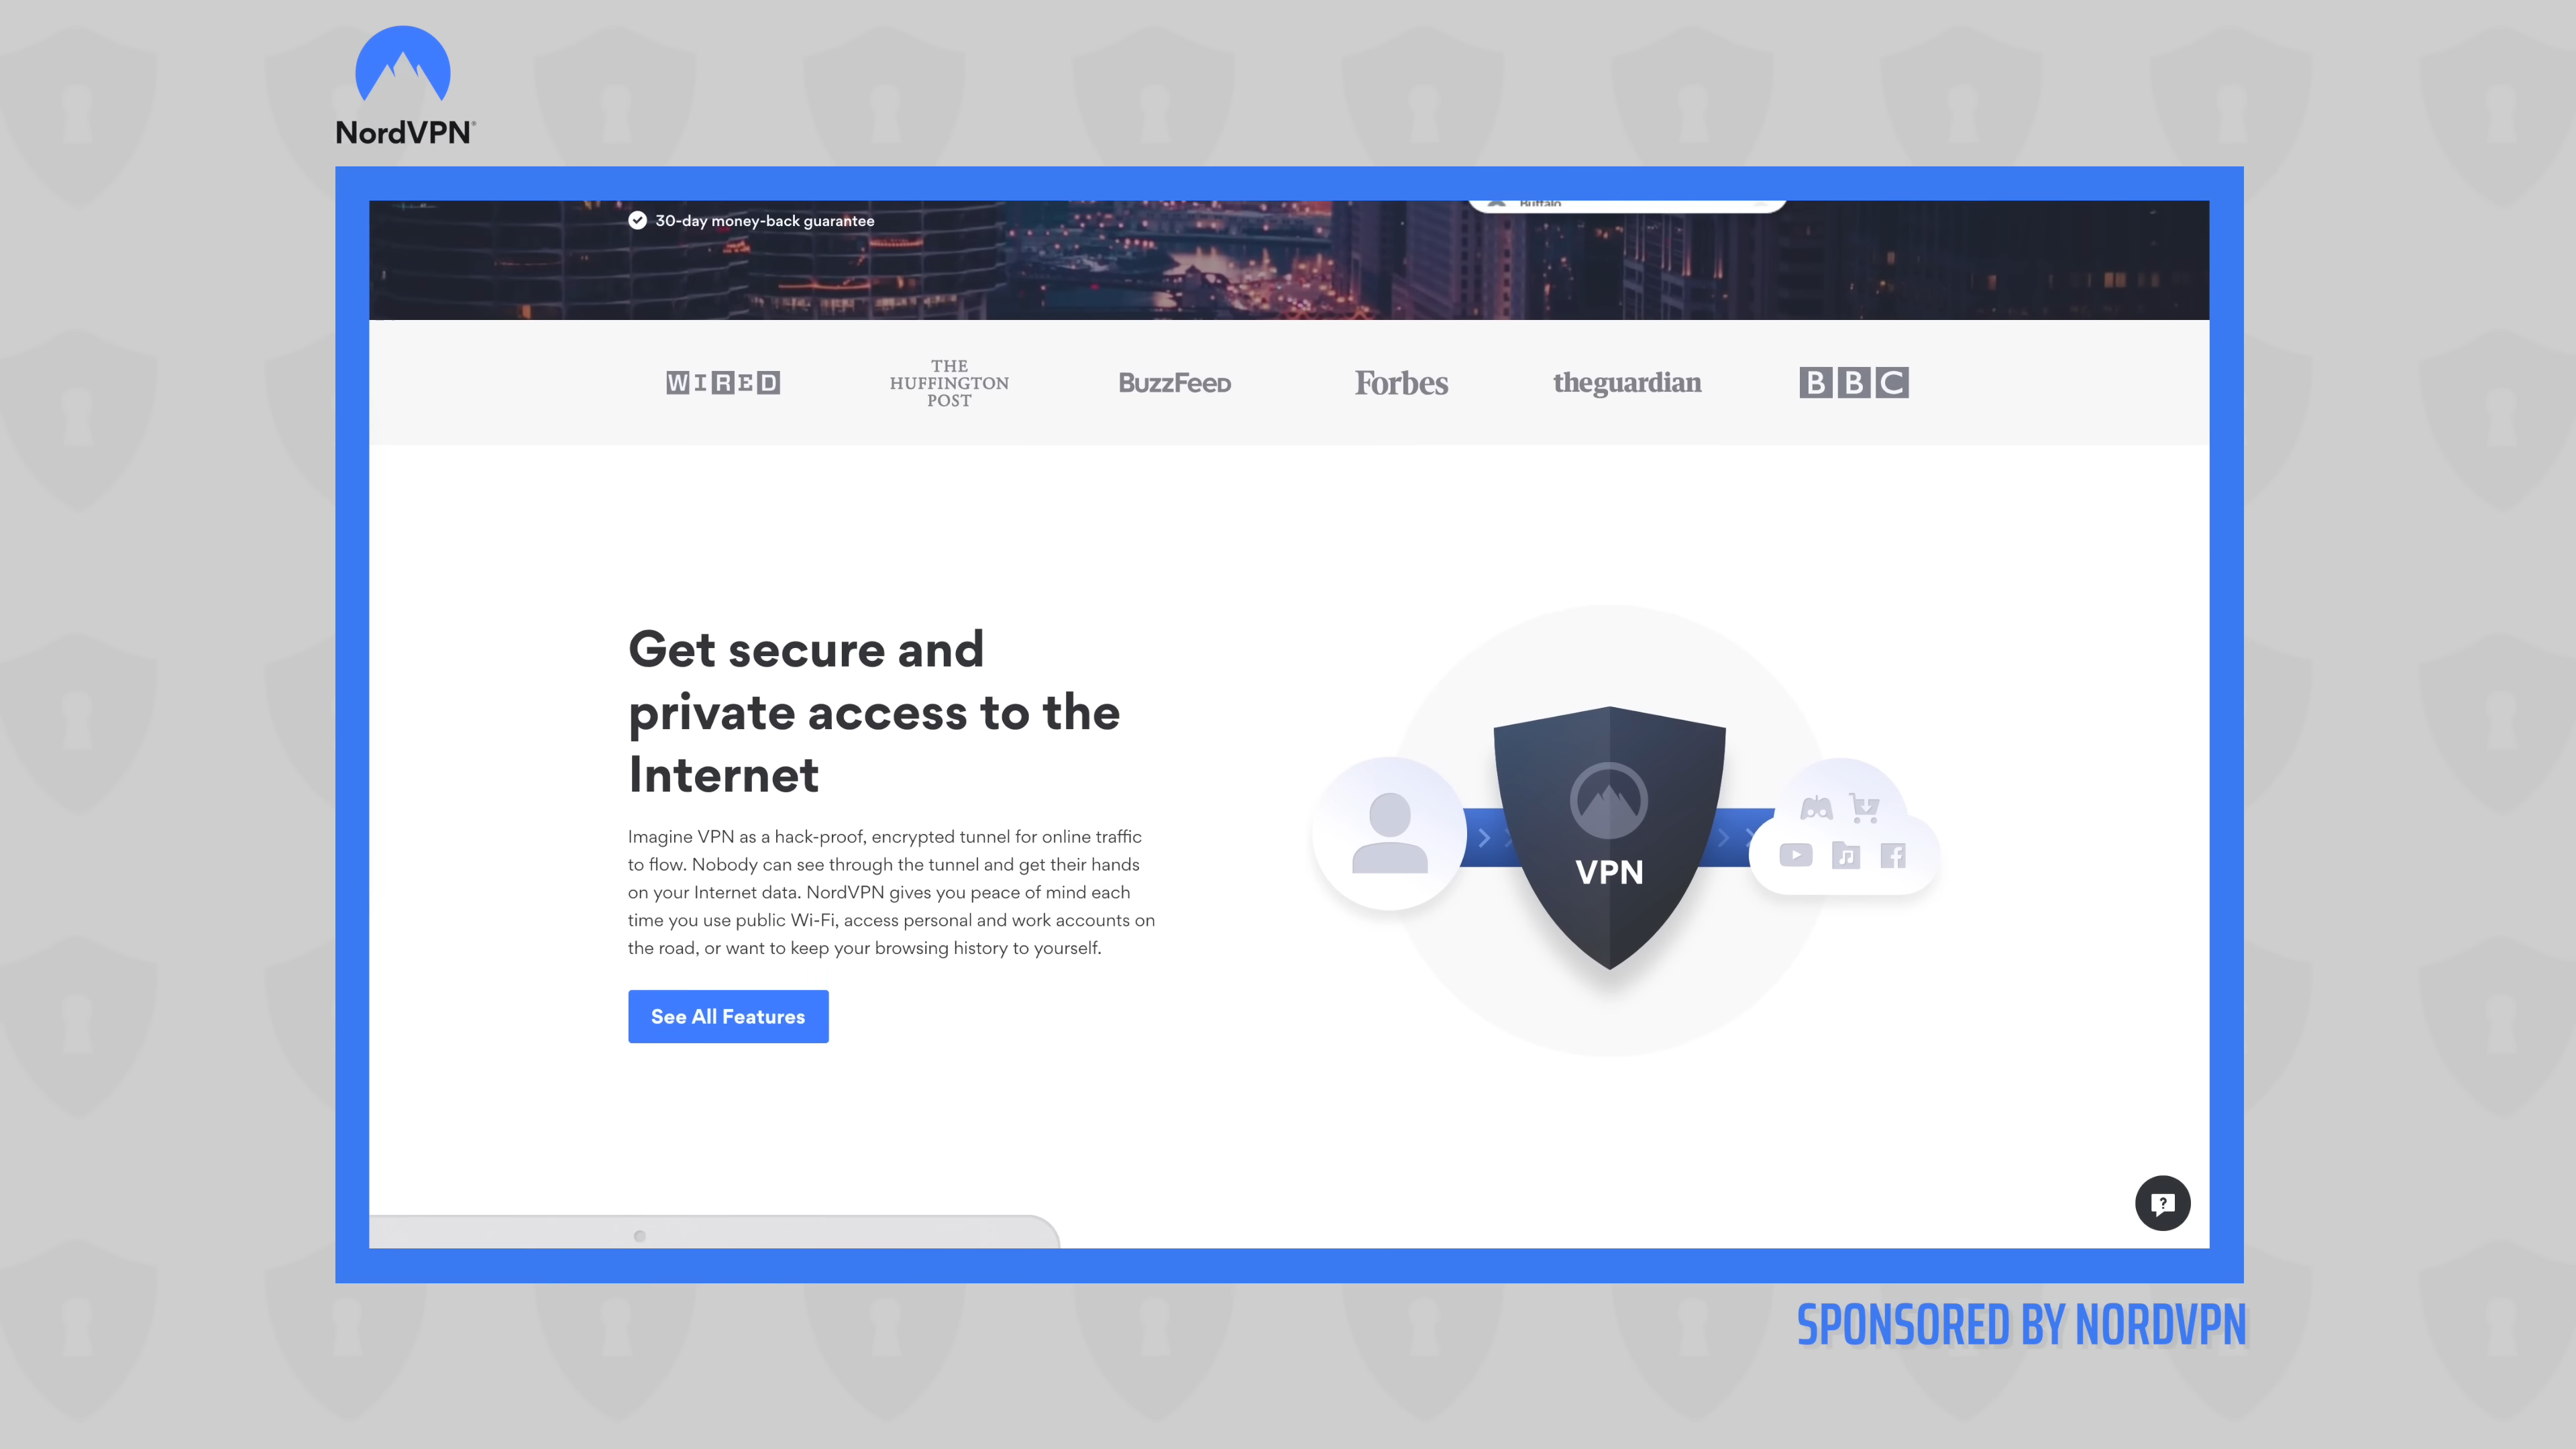 NordVPN®
30-day money-back guarantee
Buffalo
WIRED
THE
HUFFINGTON
POST
BuzzFeed
Forbes
theguardian
BBC
Get secure and
private access to the
Internet
Imagine VPN as a hack-proof, encrypted tunnel for online traffic
to flow. Nobody can see through the tunnel and get their hands
on your Internet data. NordVPN gives you peace of mind each
time you use public Wi-Fi, access personal and work accounts on
the road, or want to keep your browsing history to yourself.
See All Features
VPN
?
SPONSORED BY NORDVPN